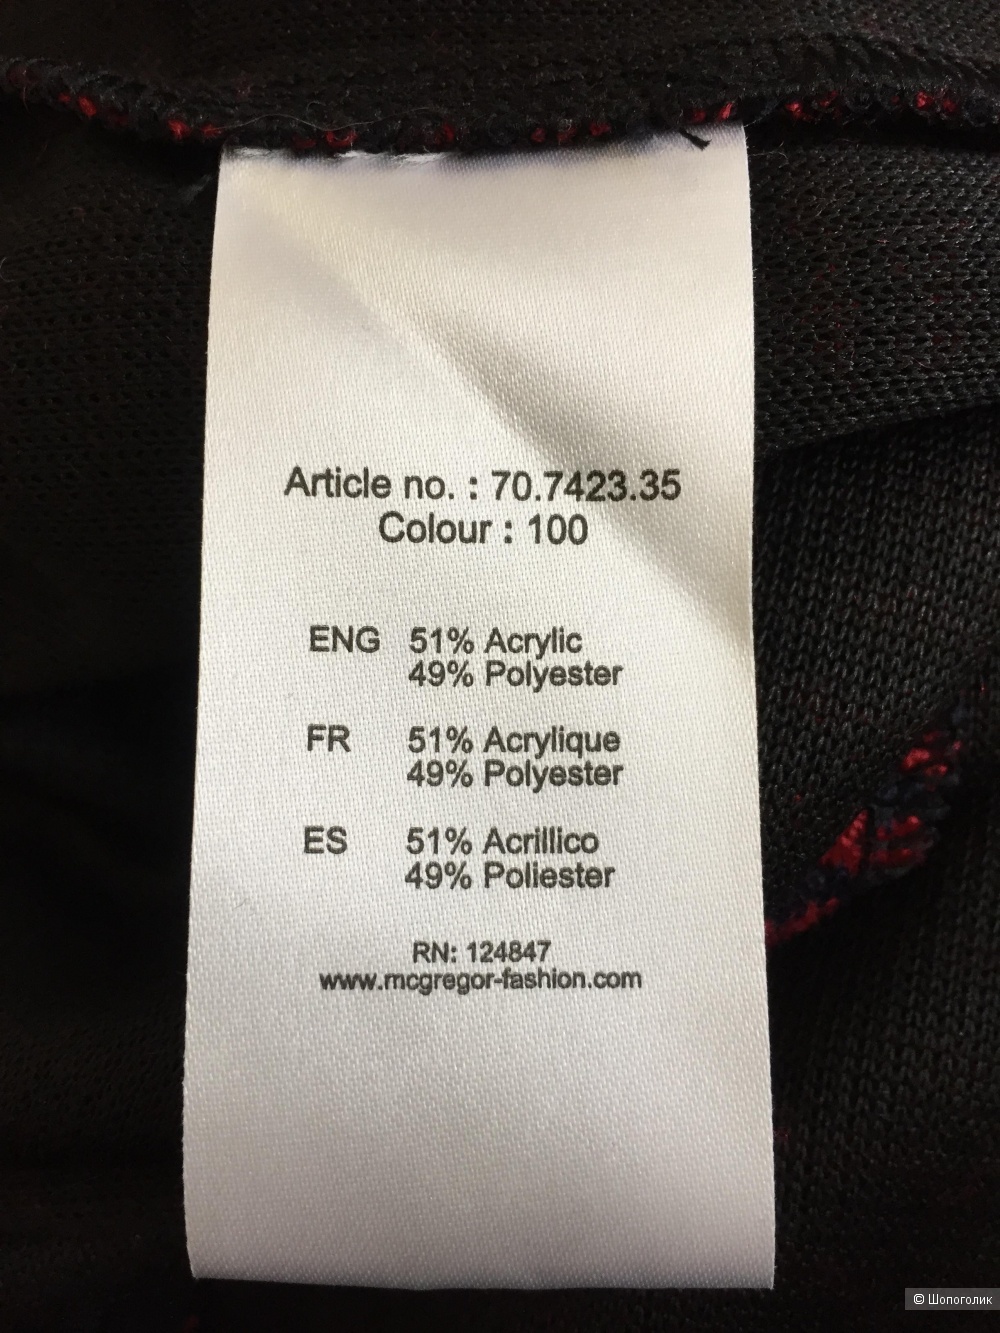 Article no. : 70.7423.35
Colour : 100
ENG 51% Acrylic
49% Polyester
FR 51% Acrylique
49% Polyester
ES 51% Acrillico
49% Poliester
RN: 124847
www.mcgregor-fashion.com
© Шопоголик